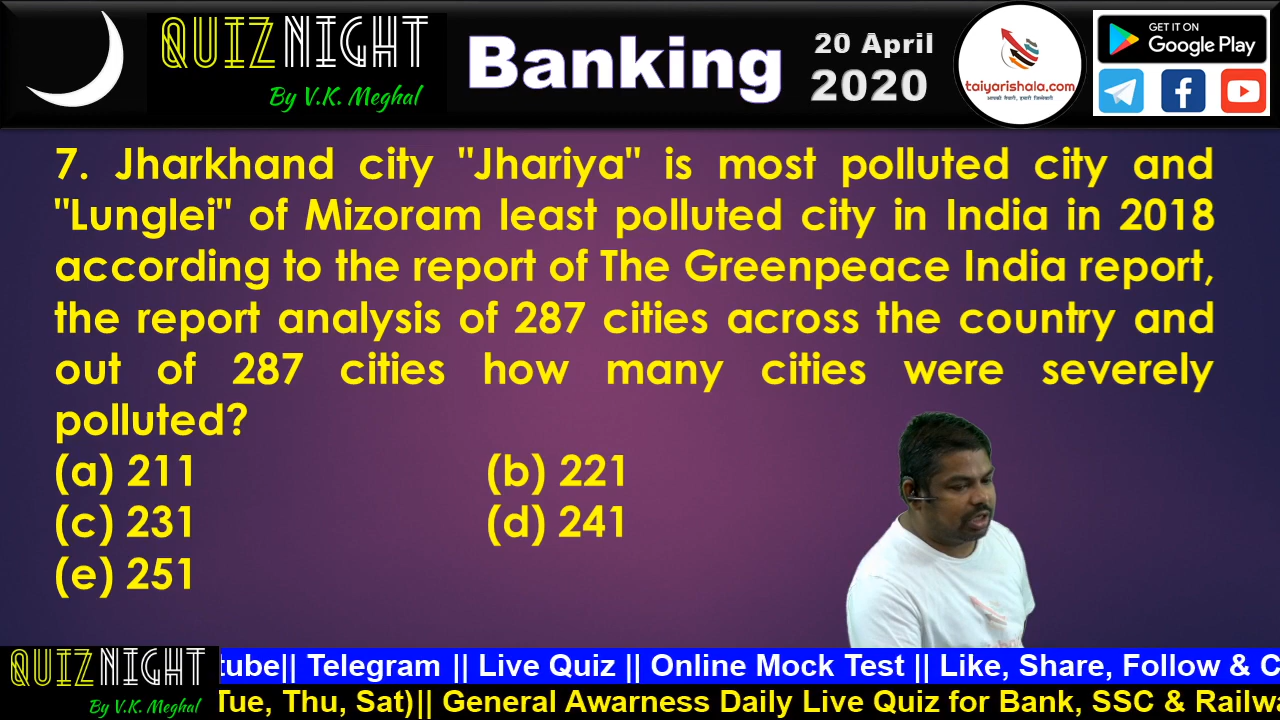 QUIZ NIGHT
By V.K. Meghal
Banking
20 April
2020
taiyarishala.com
आपकी तैयारी, हमारी जिम्मेदारी
GET IT ON
Google Play
7. Jharkhand city "Jhariya" is most polluted city and
"Lunglei" of Mizoram least polluted city in India in 2018
according to the report of The Greenpeace India report,
the report analysis of 287 cities across the country and
out of 287 cities how many cities were severely
polluted?
(a) 211 (b) 221
(c) 231 (d) 241
(e) 251
QUIZ NIGHT
By V.K. Meghal
tube|| Telegram || Live Quiz || Online Mock Test || Like, Share, Follow & C
Tue, Thu, Sat)|| General Awarness Daily Live Quiz for Bank, SSC & Railw